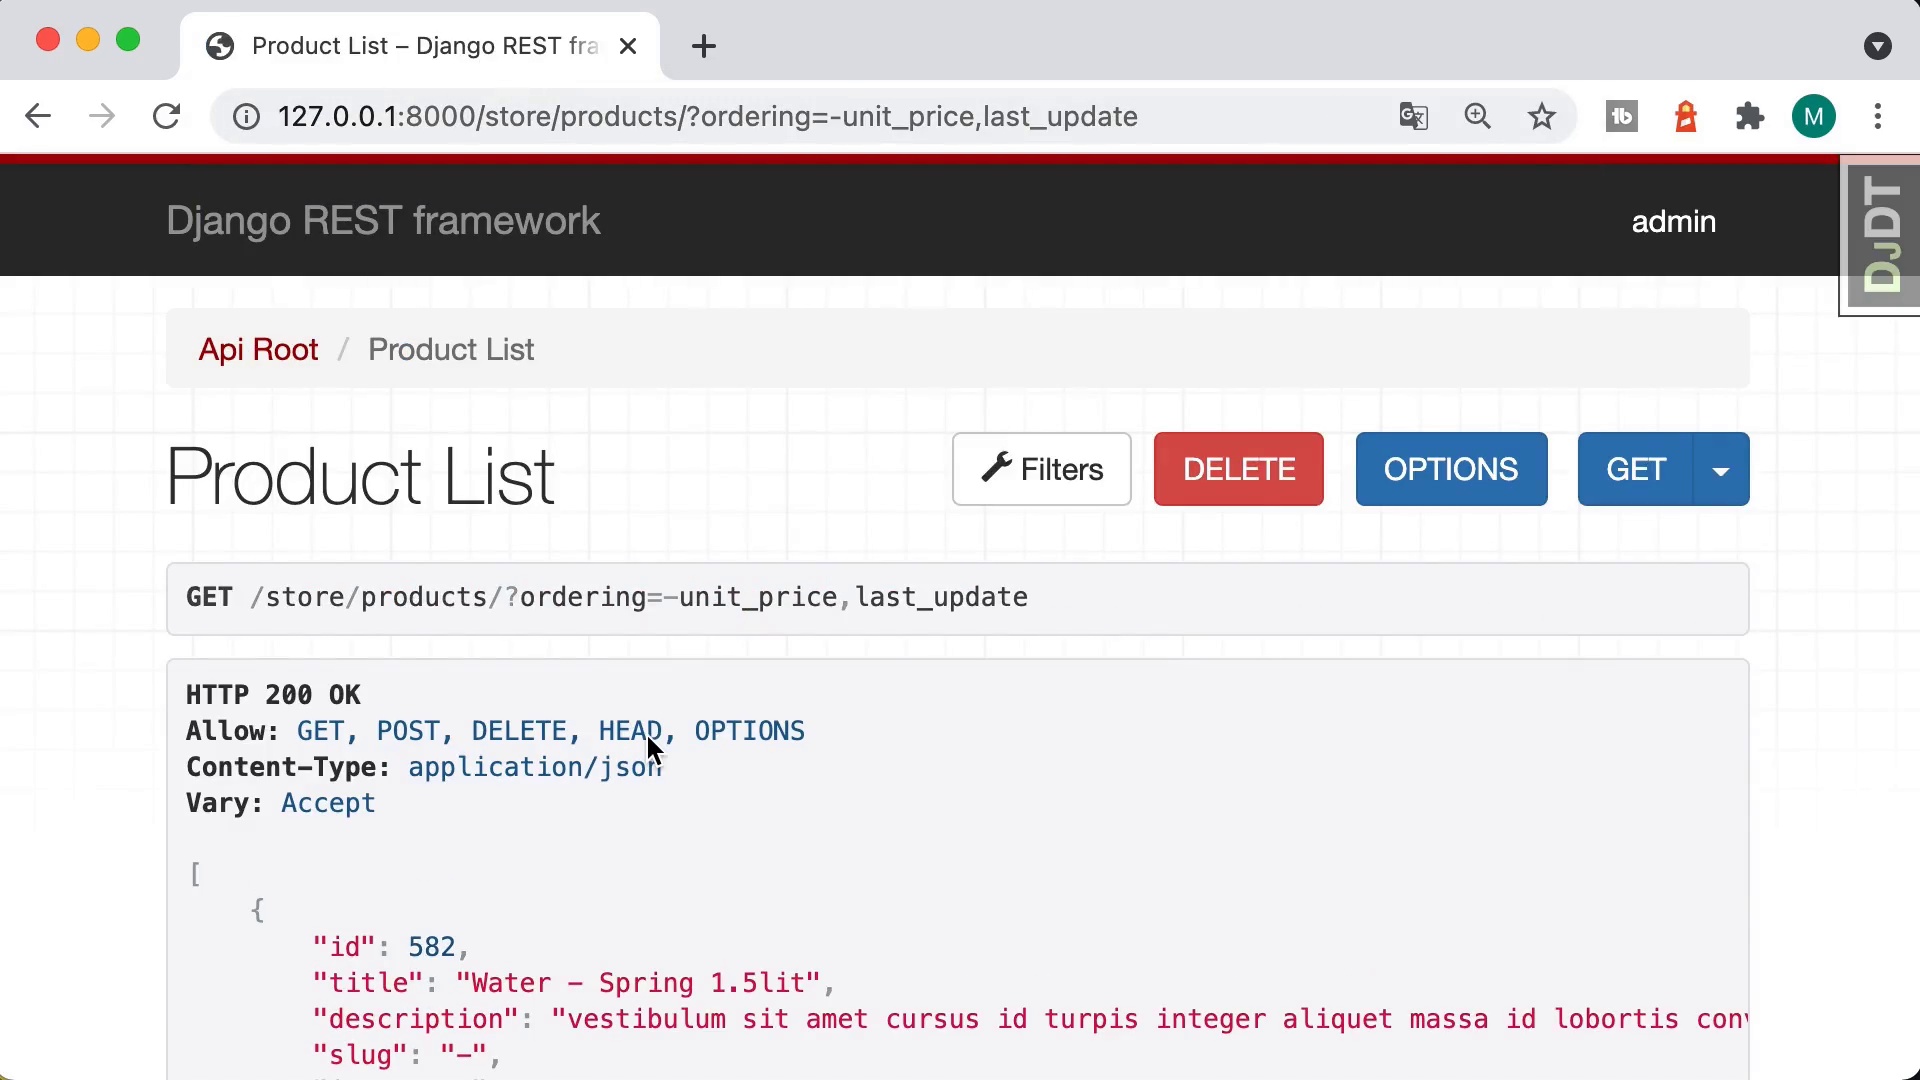 Product List – Django REST fra
127.0.0.1:8000/store/products/?ordering=-unit_price,last_update
M
Django REST framework
admin
DJDT
Api Root / Product List
Product List
Filters
DELETE
OPTIONS
GET
GET /store/products/?ordering=-unit_price,last_update
HTTP 200 OK
Allow: GET, POST, DELETE, HEAD, OPTIONS
Content-Type: application/json
Vary: Accept
[
{
"id": 582,
"title": "Water - Spring 1.5lit",
"description": "vestibulum sit amet cursus id turpis integer aliquet massa id lobortis con
"slug": "-",